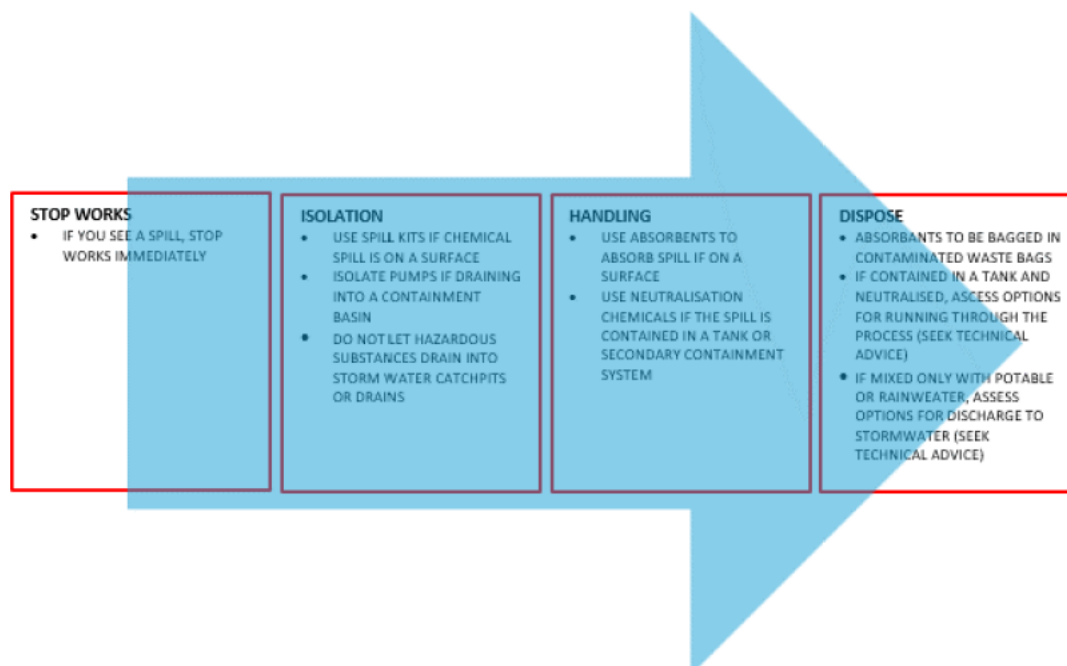 STOP WORKS
• IF YOU SEE A SPILL, STOP
WORKS IMMEDIATELY
ISOLATION
• USE SPILL KITS IF CHEMICAL
SPILL IS ON A SURFACE
• ISOLATE PUMPS IF DRAINING
INTO A CONTAINMENT
BASIN
• DO NOT LET HAZARDOUS
SUBSTANCES DRAIN INTO
STORM WATER CATCHPITS
OR DRAINS
HANDLING
• USE ABSORBENTS TO
ABSORB SPILL IF ON A
SURFACE
• USE NEUTRALISATION
CHEMICALS IF THE SPILL IS
CONTAINED IN A TANK OR
SECONDARY CONTAINMENT
SYSTEM
DISPOSE
• ABSORBANTS TO BE BAGGED IN
CONTAMINATED WASTE BAGS
• IF CONTAINED IN A TANK AND
NEUTRALISED, ASCESS OPTIONS
FOR RUNNING THROUGH THE
PROCESS (SEEK TECHNICAL
ADVICE)
• IF MIXED ONLY WITH POTABLE
OR RAINWEATER, ASSESS
OPTIONS FOR DISCHARGE TO
STORMWATER (SEEK
TECHNICAL ADVICE)